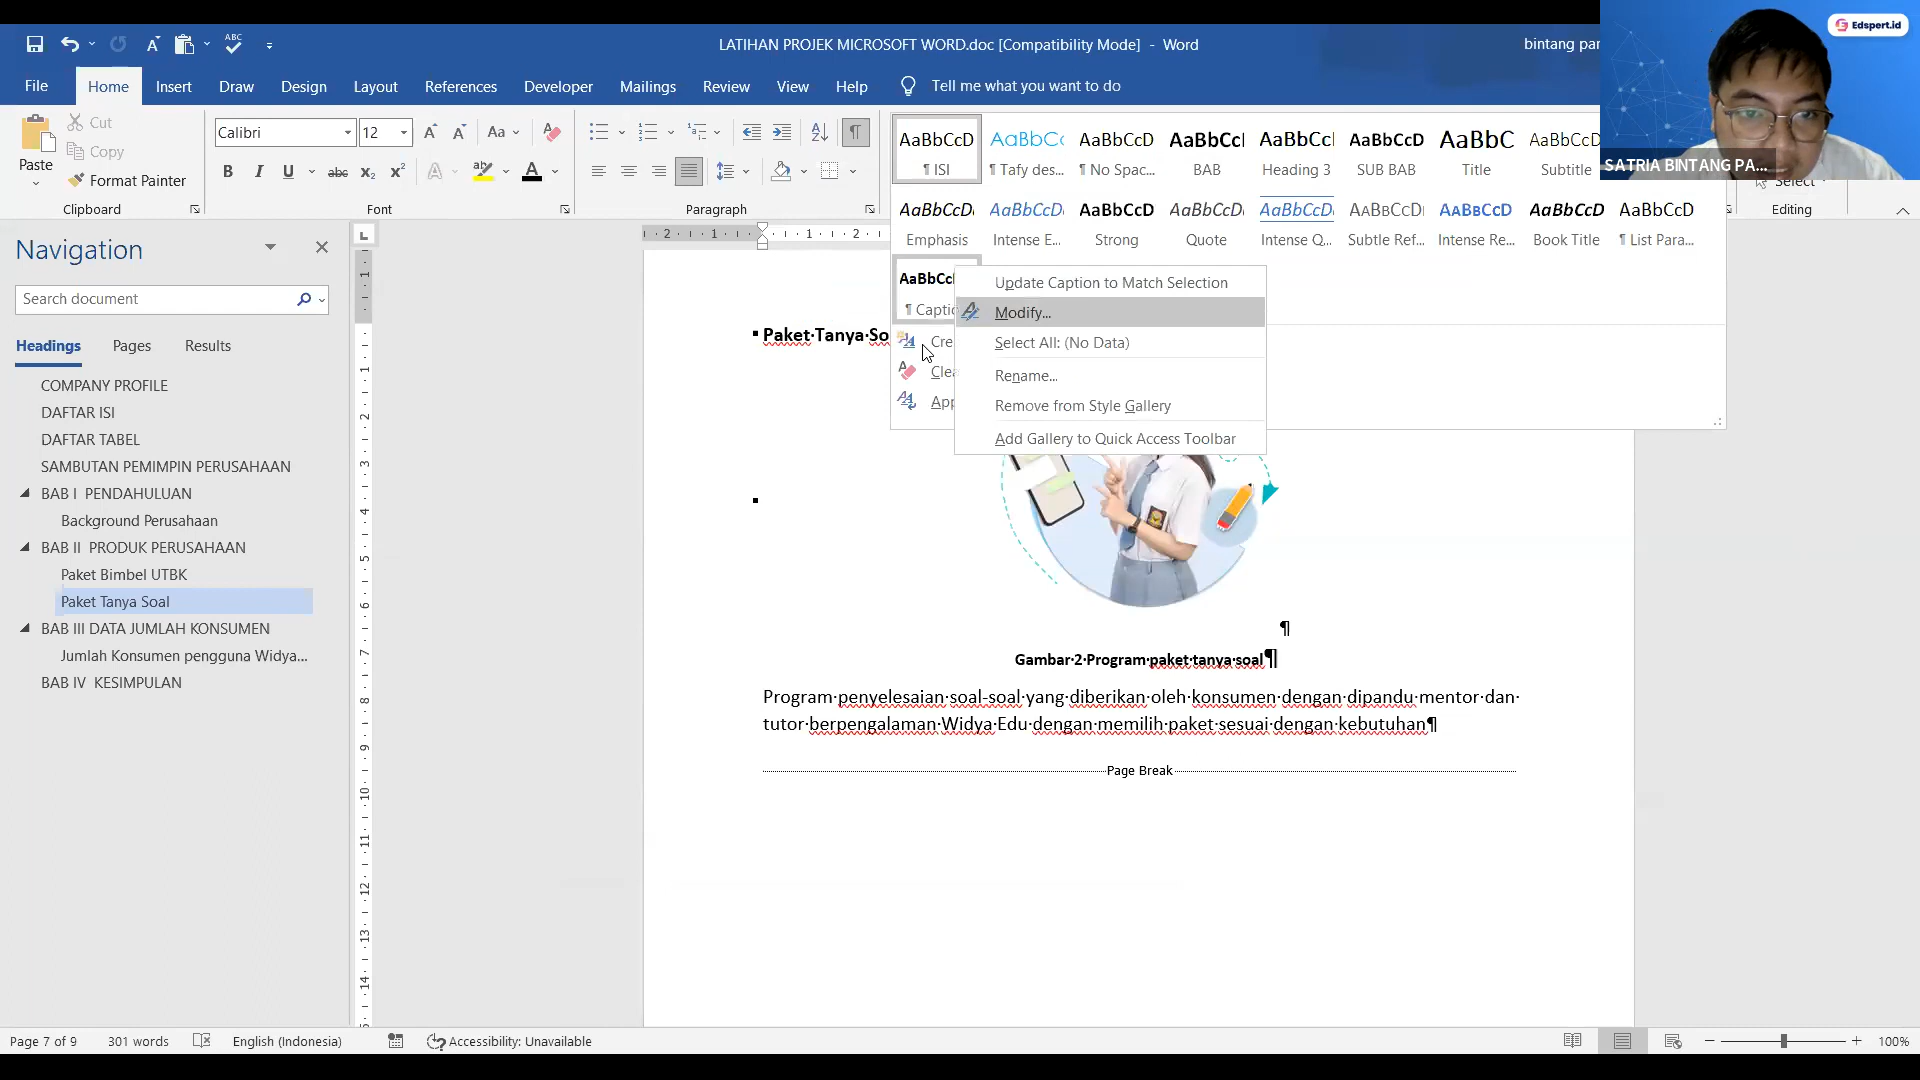 LATIHAN PROJEK MICROSOFT WORD.doc [Compatibility Mode] - Word
bintang par
Edspert.id
File Home Insert Draw Design Layout References Developer Mailings Review View Help Tell me what you want to do
Paste
Cut
Copy
Format Painter
Clipboard
Calibri 12
Font
Paragraph
AaBbCcD AaBbCc AaBbCcD AaBbCcI AaBbCcI AaBbCcD AaBbC AaBbCcD
¶ ISI ¶ Tafy des... ¶ No Spac... BAB Heading 3 SUB BAB Title Subtitle
SATRIA BINTANG PA...
Select
Editing
AaBbCcD AaBbCcD AaBbCcD AaBbCcD AaBbCcD AaBbCcD AaBbCcD AaBbCcD AaBbCcD
Emphasis Intense E... Strong Quote Intense Q... Subtle Ref... Intense Re... Book Title ¶ List Para...
AaBbCcI
¶ Captio
Cre
Clea
App
Update Caption to Match Selection
Modify...
Select All: (No Data)
Rename...
Remove from Style Gallery
Add Gallery to Quick Access Toolbar
Navigation
Search document
Headings Pages Results
COMPANY PROFILE
DAFTAR ISI
DAFTAR TABEL
SAMBUTAN PEMIMPIN PERUSAHAAN
BAB I PENDAHULUAN
Background Perusahaan
BAB II PRODUK PERUSAHAAN
Paket Bimbel UTBK
Paket Tanya Soal
BAB III DATA JUMLAH KONSUMEN
Jumlah Konsumen pengguna Widya...
BAB IV KESIMPULAN
Paket·Tanya·So
¶
Gambar·2·Program·paket·tanya·soal¶
Program·penyelesaian·soal-soal·yang·diberikan·oleh·konsumen·dengan·dipandu·mentor·dan·
tutor·berpengalaman·Widya·Edu·dengan·memilih·paket·sesuai·dengan·kebutuhan¶
Page Break
Page 7 of 9 301 words English (Indonesia) Accessibility: Unavailable 100%